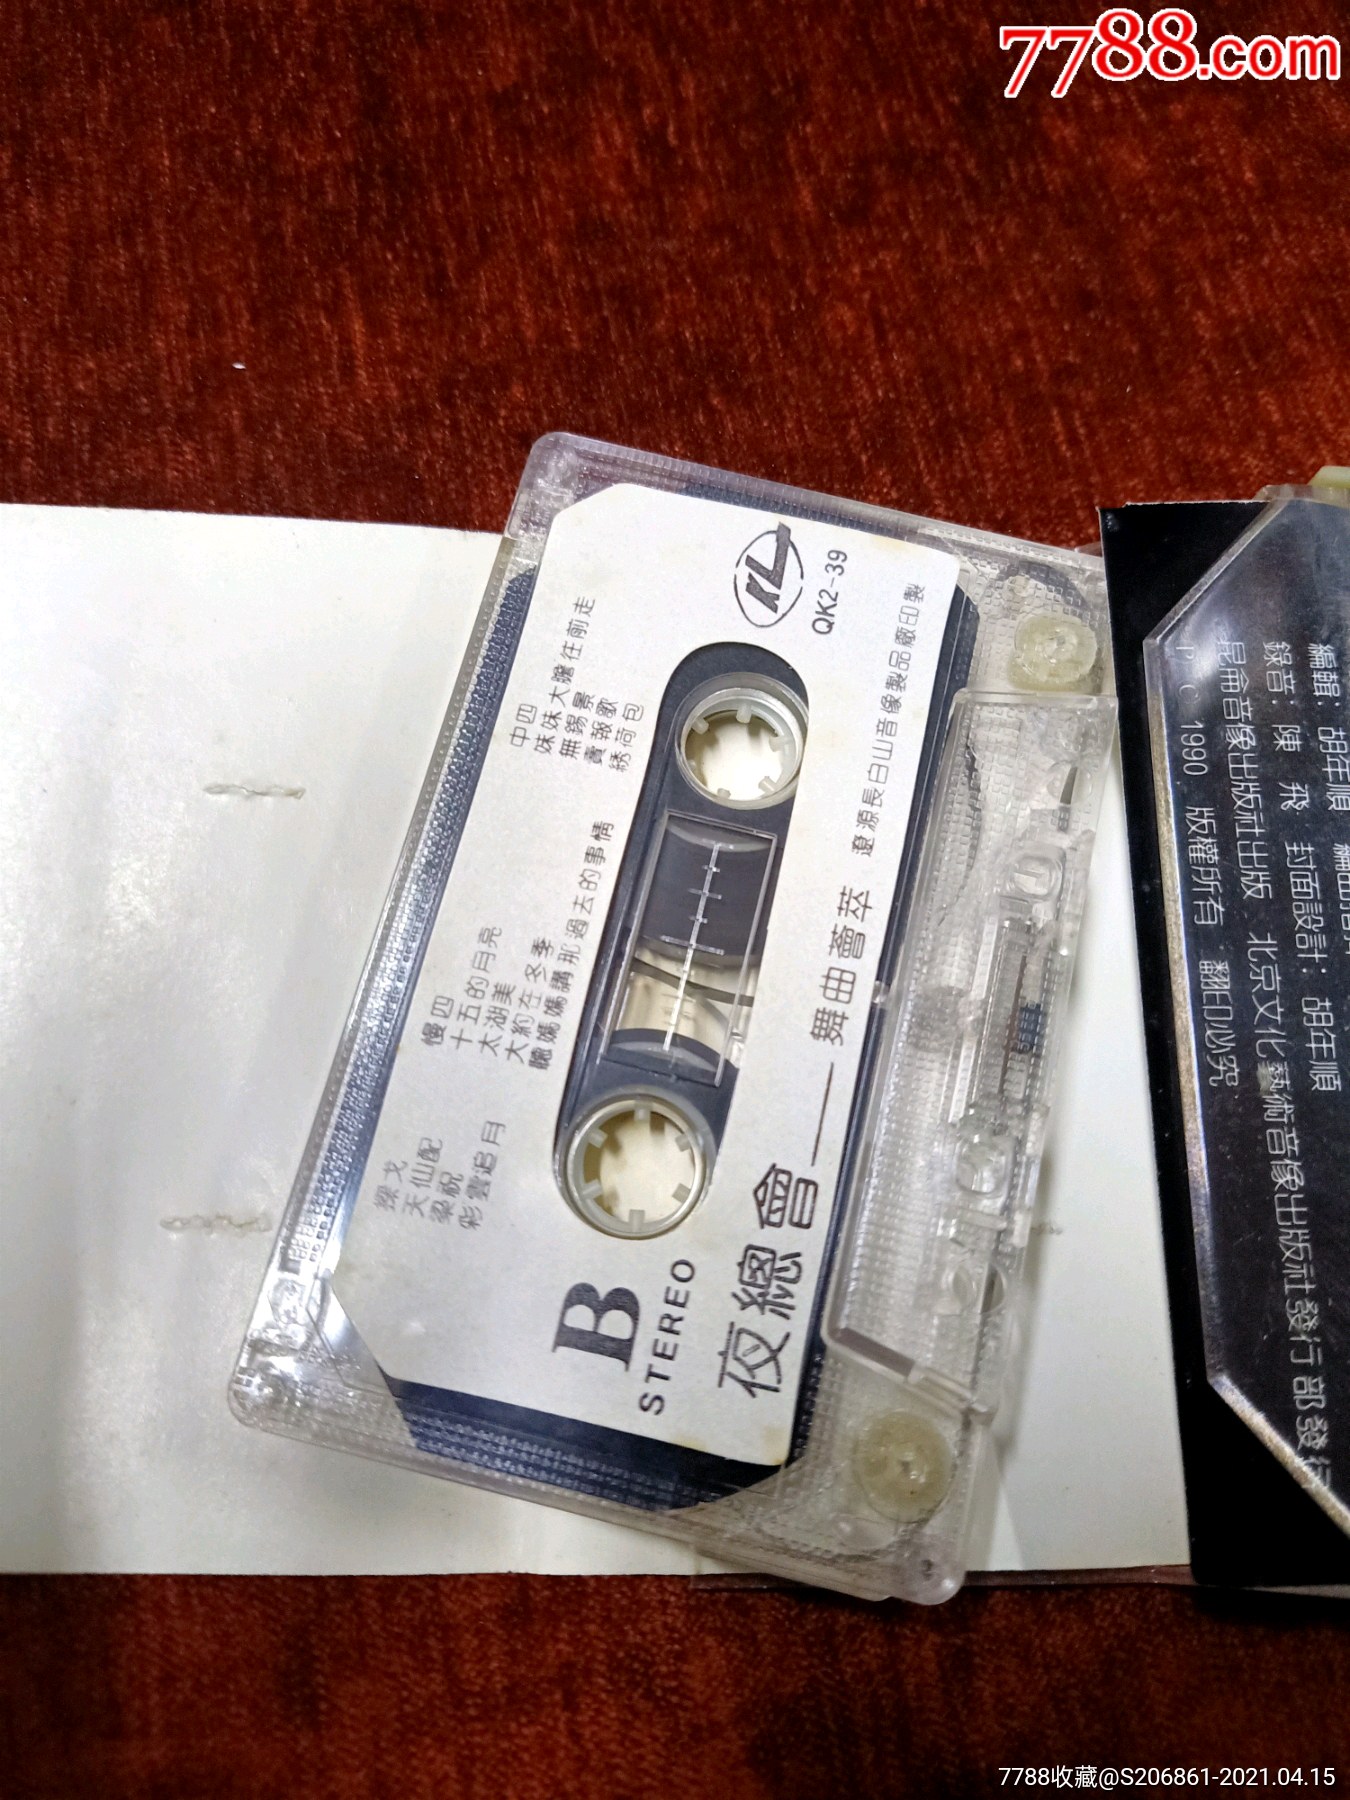 7788.com
探戈
天仙配
梁祝
彩雲追月
慢四
十五的月亮
太湖美
大約在冬季
聽媽媽講那過去的事情
中四
妹妹大膽往前走
無錫景
賣報歌
綉荷包
B
STEREO
KL
QK2-39
夜總會——舞曲薈萃 遼源長白山音像製品廠印製
編輯：胡年順 編曲
錄音：陳 飛 封面設計：胡年順
昆侖音像出版社出版 北京文化藝術音像出版社發行部發行
P C 1990 版權所有 翻印必究
7788收藏@S206861-2021.04.15